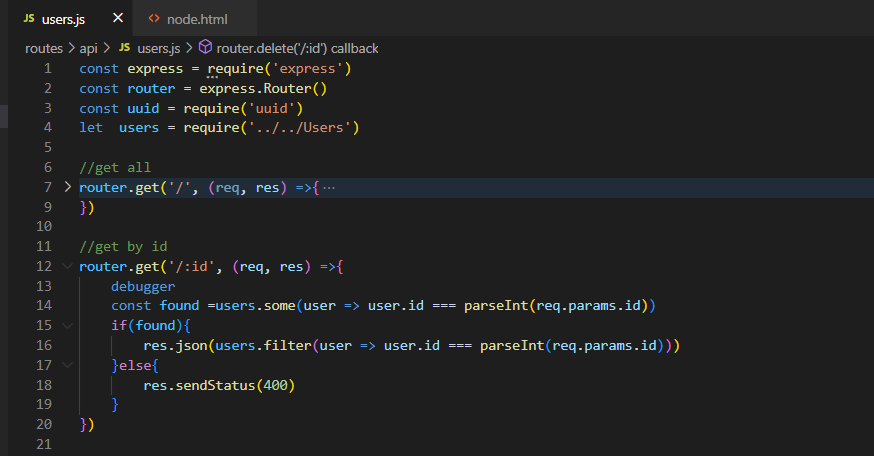 JS users.js ✕ <> node.html
routes > api > JS users.js > router.delete('/:id') callback
1 const express = require('express')
2 const router = express.Router()
3 const uuid = require('uuid')
4 let  users = require('../../Users')
5
6 //get all
7 router.get('/', (req, res) =>{ ···
9 })
10
11 //get by id
12 router.get('/:id', (req, res) =>{
13     debugger
14     const found =users.some(user => user.id === parseInt(req.params.id))
15     if(found){
16         res.json(users.filter(user => user.id === parseInt(req.params.id)))
17     }else{
18         res.sendStatus(400)
19     }
20 })
21